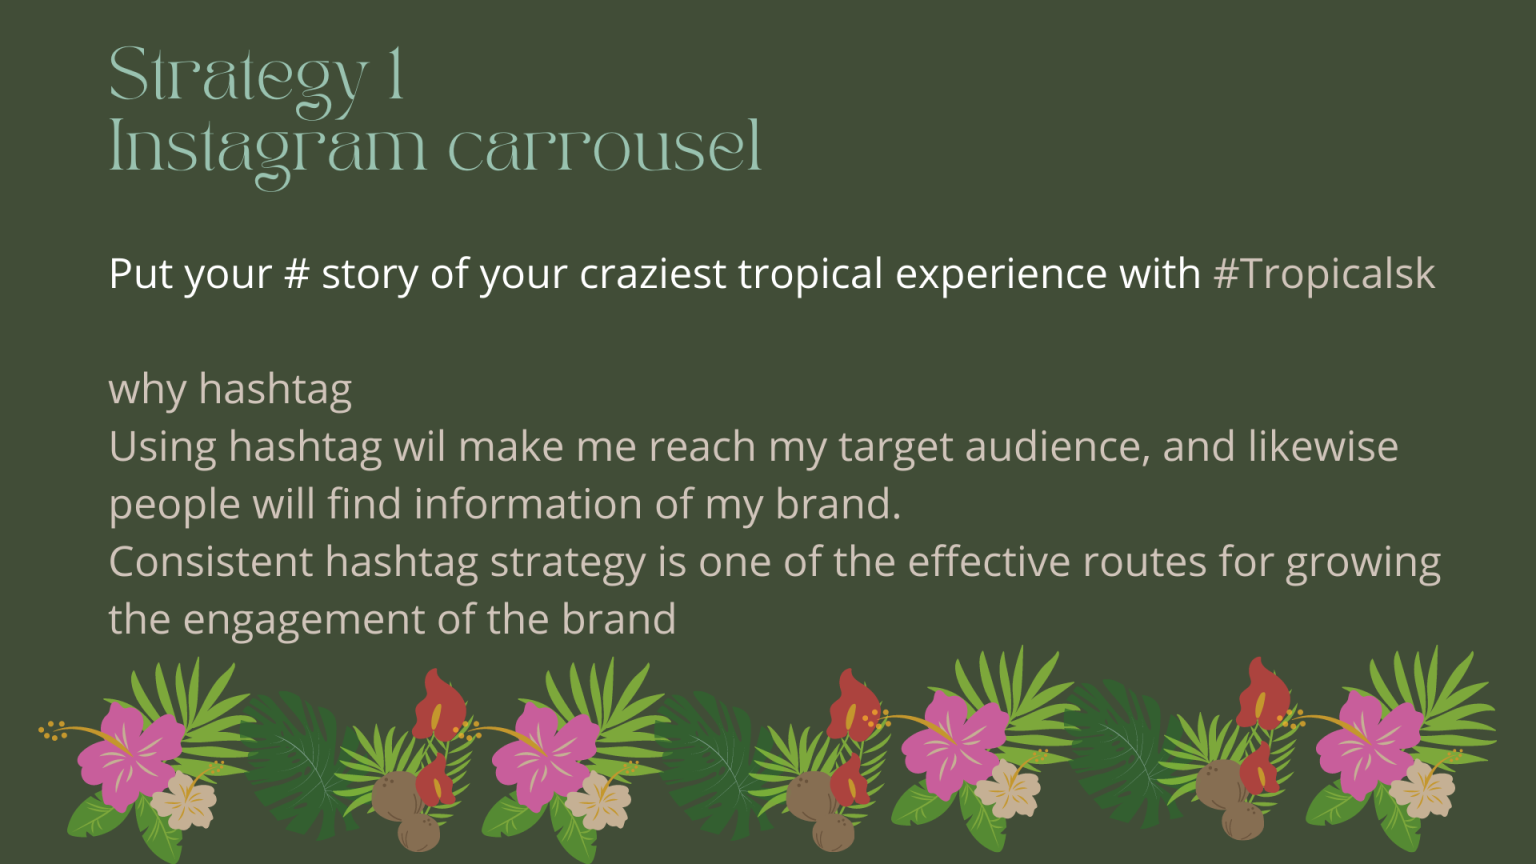 Strategy 1
Instagram carrousel
Put your # story of your craziest tropical experience with #Tropicalsk
why hashtag
Using hashtag wil make me reach my target audience, and likewise
people will find information of my brand.
Consistent hashtag strategy is one of the effective routes for growing
the engagement of the brand